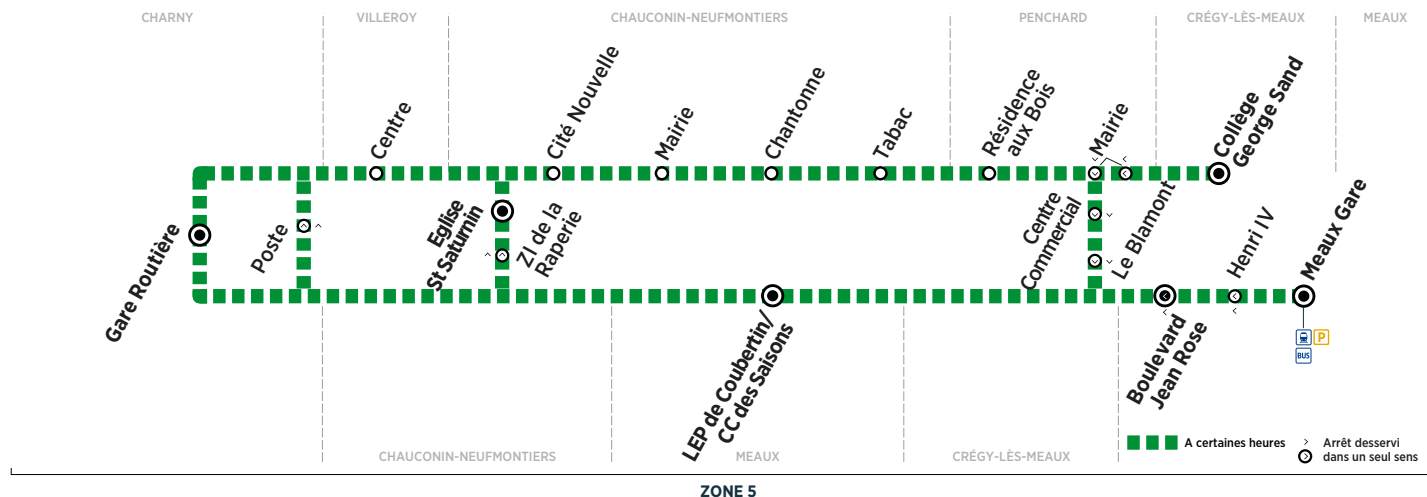 CHARNY
VILLEROY
CHAUCONIN-NEUFMONTIERS
PENCHARD
CRÉGY-LÈS-MEAUX
MEAUX
Centre
Cité Nouvelle
Mairie
Chantonne
Tabac
Résidence
aux Bois
Mairie
Collège
George Sand
Gare Routière
Poste
Eglise
St Saturnin
ZI de la
Raperie
Centre
Commercial
Le Blamont
Henri IV
Meaux Gare
P
BUS
LEP de Coubertin/
CC des Saisons
Boulevard
Jean Rose
A certaines heures
Arrêt desservi
dans un seul sens
CHAUCONIN-NEUFMONTIERS
MEAUX
CRÉGY-LÈS-MEAUX
ZONE 5